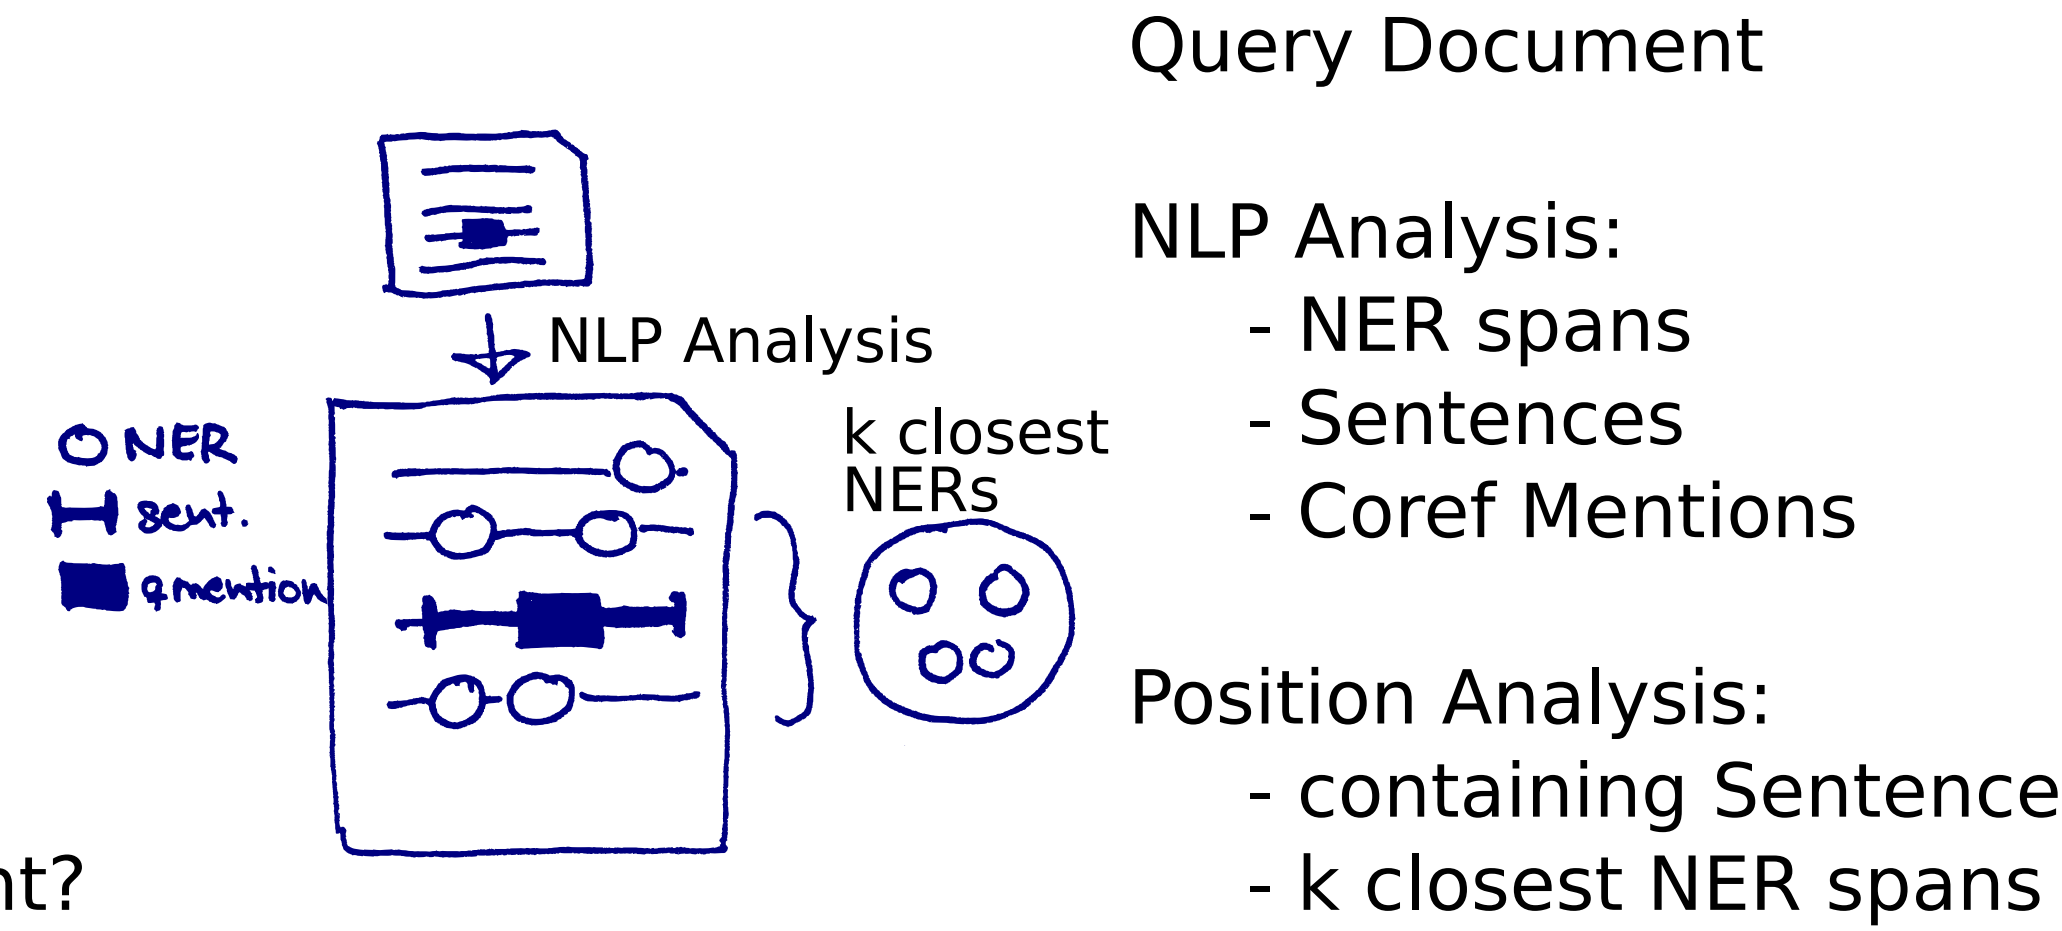 Query Document
NLP Analysis:
- NER spans
- Sentences
- Coref Mentions
Position Analysis:
- containing Sentence
- k closest NER spans
NLP Analysis
k closest
NERs
NER
sent.
q mention
nt?